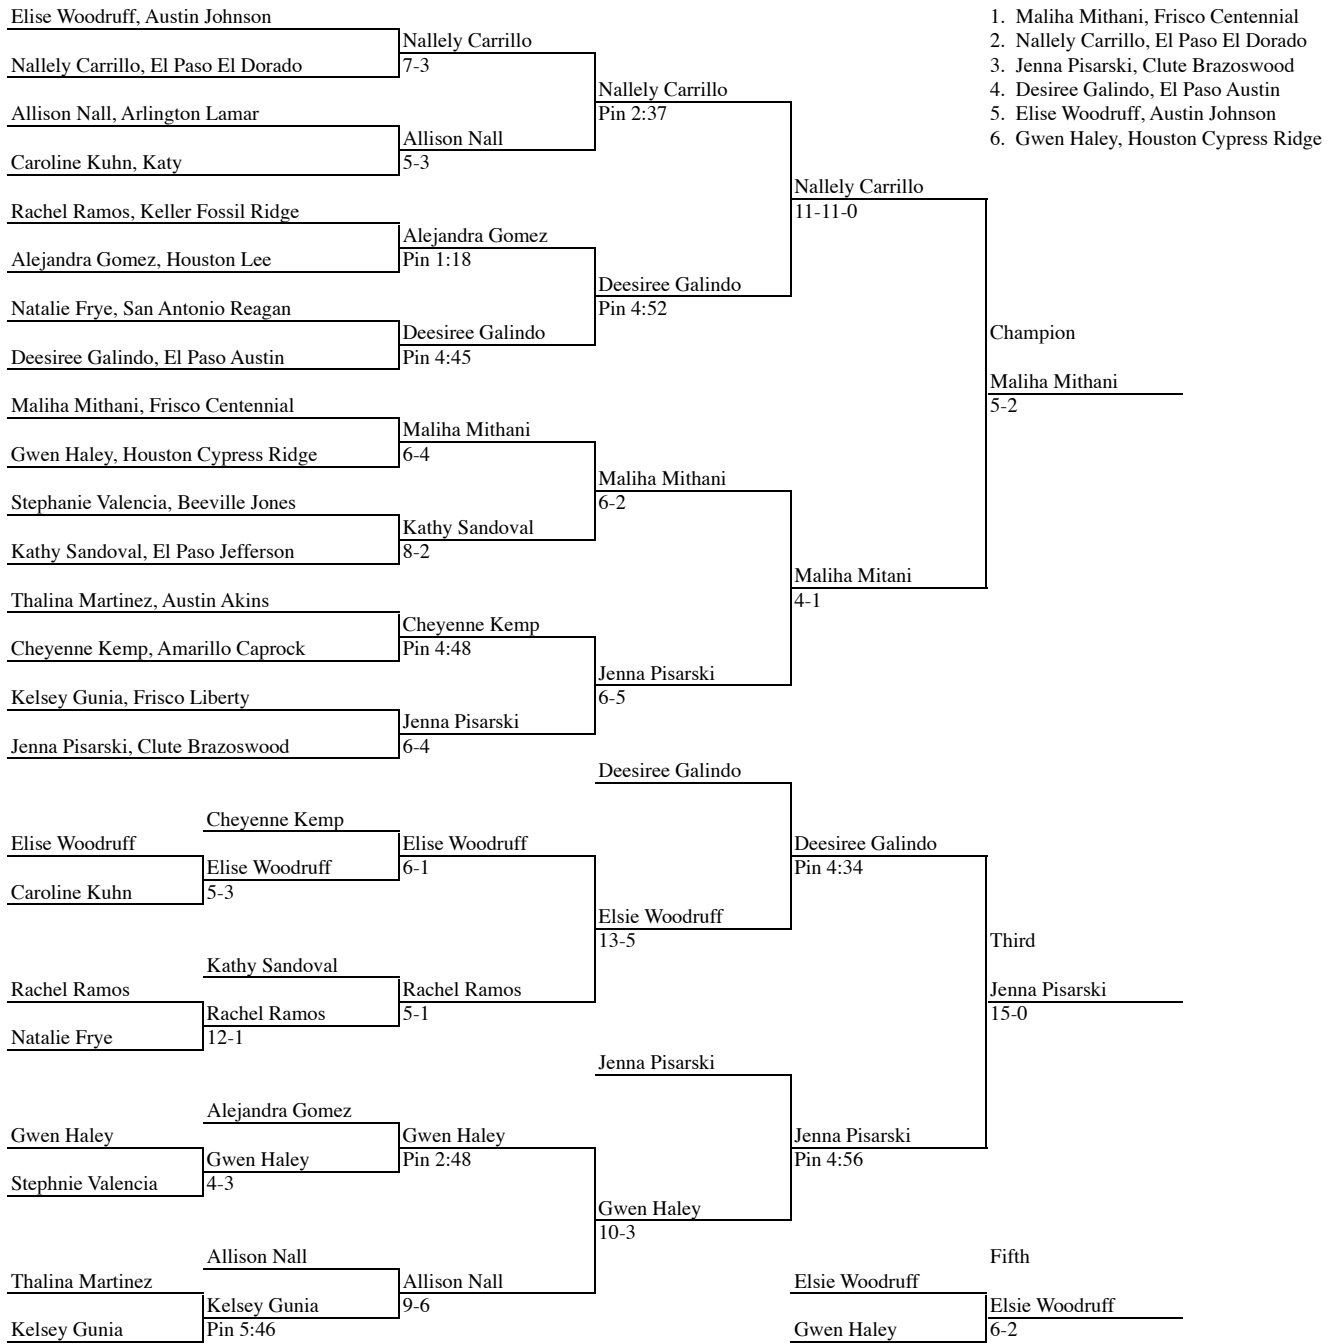 Elise Woodruff, Austin Johnson
Nallely Carrillo, El Paso El Dorado
Allison Nall, Arlington Lamar
Caroline Kuhn, Katy
Rachel Ramos, Keller Fossil Ridge
Alejandra Gomez, Houston Lee
Natalie Frye, San Antonio Reagan
Deesiree Galindo, El Paso Austin
Maliha Mithani, Frisco Centennial
Gwen Haley, Houston Cypress Ridge
Stephanie Valencia, Beeville Jones
Kathy Sandoval, El Paso Jefferson
Thalina Martinez, Austin Akins
Cheyenne Kemp, Amarillo Caprock
Kelsey Gunia, Frisco Liberty
Jenna Pisarski, Clute Brazoswood
Nallely Carrillo
7-3
Allison Nall
5-3
Alejandra Gomez
Pin 1:18
Deesiree Galindo
Pin 4:45
Maliha Mithani
6-4
Kathy Sandoval
8-2
Cheyenne Kemp
Pin 4:48
Jenna Pisarski
6-4
Nallely Carrillo
Pin 2:37
Deesiree Galindo
Pin 4:52
Maliha Mithani
6-2
Jenna Pisarski
6-5
Nallely Carrillo
11-11-0
Maliha Mitani
4-1
Champion
Maliha Mithani
5-2
1. Maliha Mithani, Frisco Centennial
2. Nallely Carrillo, El Paso El Dorado
3. Jenna Pisarski, Clute Brazoswood
4. Desiree Galindo, El Paso Austin
5. Elise Woodruff, Austin Johnson
6. Gwen Haley, Houston Cypress Ridge
Elise Woodruff
Caroline Kuhn
Rachel Ramos
Natalie Frye
Gwen Haley
Stephnie Valencia
Thalina Martinez
Kelsey Gunia
Cheyenne Kemp
Elise Woodruff
5-3
Kathy Sandoval
Rachel Ramos
12-1
Alejandra Gomez
Gwen Haley
4-3
Allison Nall
Kelsey Gunia
Pin 5:46
Elise Woodruff
6-1
Rachel Ramos
5-1
Gwen Haley
Pin 2:48
Allison Nall
9-6
Deesiree Galindo
Elsie Woodruff
13-5
Jenna Pisarski
Gwen Haley
10-3
Deesiree Galindo
Pin 4:34
Jenna Pisarski
Pin 4:56
Third
Jenna Pisarski
15-0
Fifth
Elsie Woodruff
Gwen Haley
Elsie Woodruff
6-2